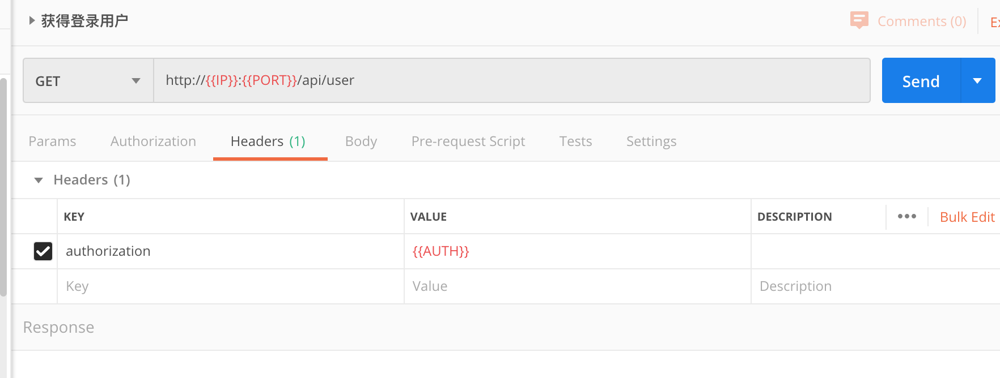 获得登录用户
Comments (0)
GET
http://{{IP}}:{{PORT}}/api/user
Send
Params
Authorization
Headers (1)
Body
Pre-request Script
Tests
Settings
Headers (1)
KEY
VALUE
DESCRIPTION
Bulk Edit
authorization
{{AUTH}}
Key
Value
Description
Response